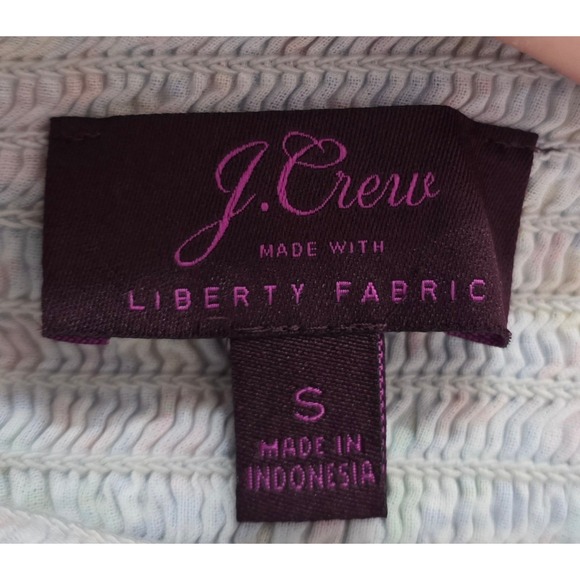 J.Crew
MADE WITH
LIBERTY FABRIC
S
MADE IN
INDONESIA